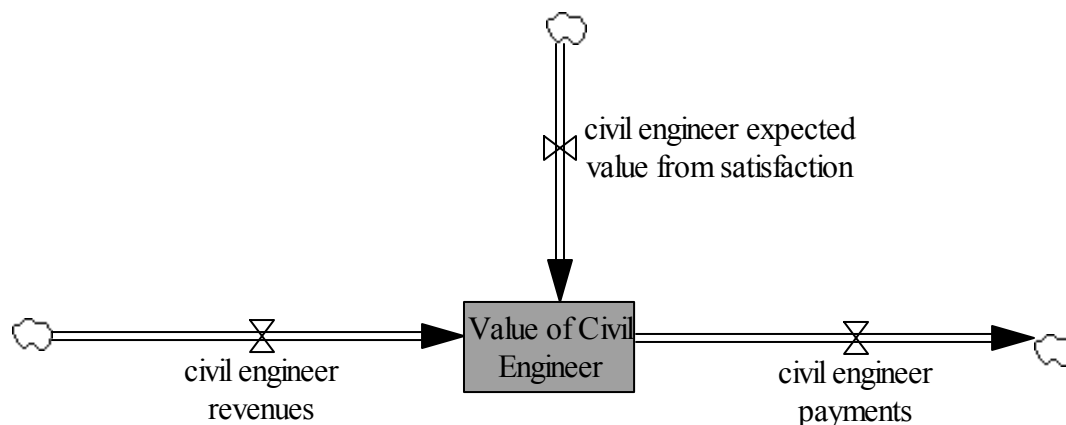 civil engineer expected
value from satisfaction
Value of Civil
Engineer
civil engineer
revenues
civil engineer
payments